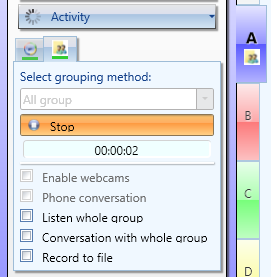 Activity
A
Select grouping method:
All group
B
Stop
00:00:02
Enable webcams
C
Phone conversation
Listen whole group
Conversation with whole group
Record to file
D